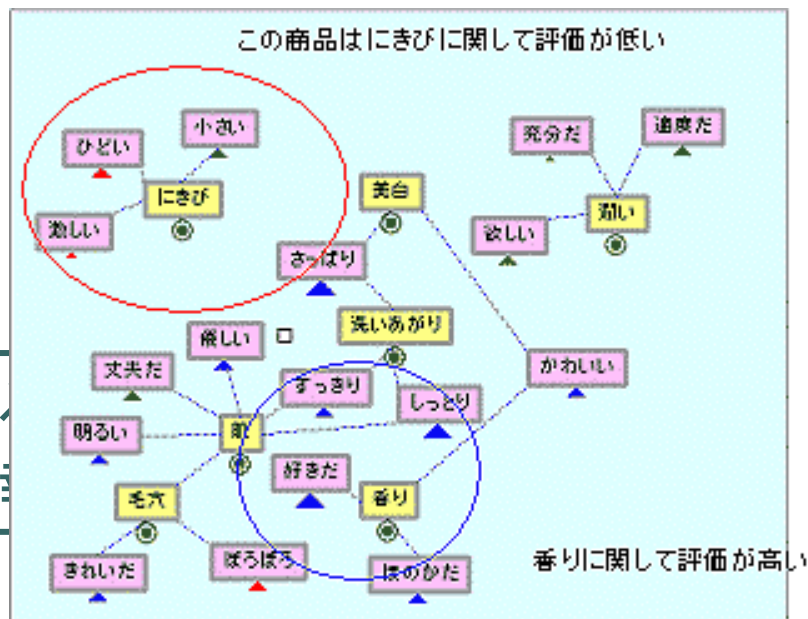 この商品はにきびに関して評価が低い
小さい
ひどい
にきび
激しい
美白
充分だ
適度だ
潤い
欲しい
さっぱり
洗いあがり
優しい
丈夫だ
すっきり
しっとり
かわいい
明るい
肌
好きだ
毛穴
香り
きれいだ
ぼろぼろ
ほのかだ
香りに関して評価が高い